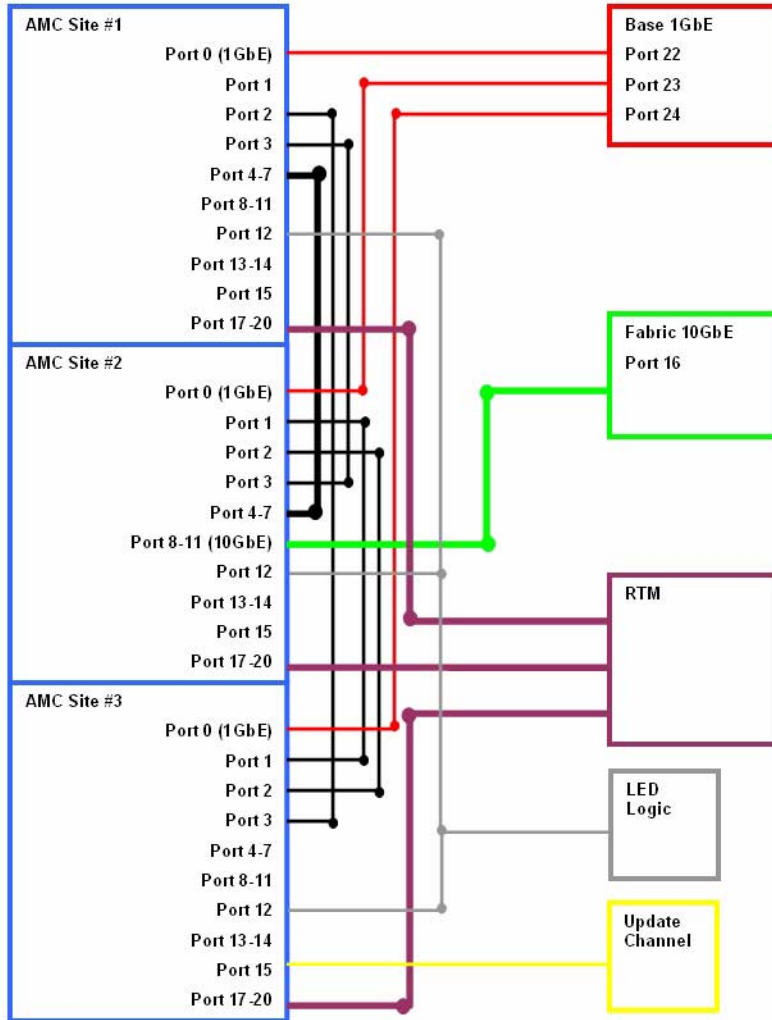 AMC Site #1
Port 0 (1GbE)
Port 1
Port 2
Port 3
Port 4-7
Port 8-11
Port 12
Port 13-14
Port 15
Port 17-20
AMC Site #2
Port 0 (1GbE)
Port 1
Port 2
Port 3
Port 4-7
Port 8-11 (10GbE)
Port 12
Port 13-14
Port 15
Port 17-20
AMC Site #3
Port 0 (1GbE)
Port 1
Port 2
Port 3
Port 4-7
Port 8-11
Port 12
Port 13-14
Port 15
Port 17-20
Base 1GbE
Port 22
Port 23
Port 24
Fabric 10GbE
Port 16
RTM
LED
Logic
Update
Channel